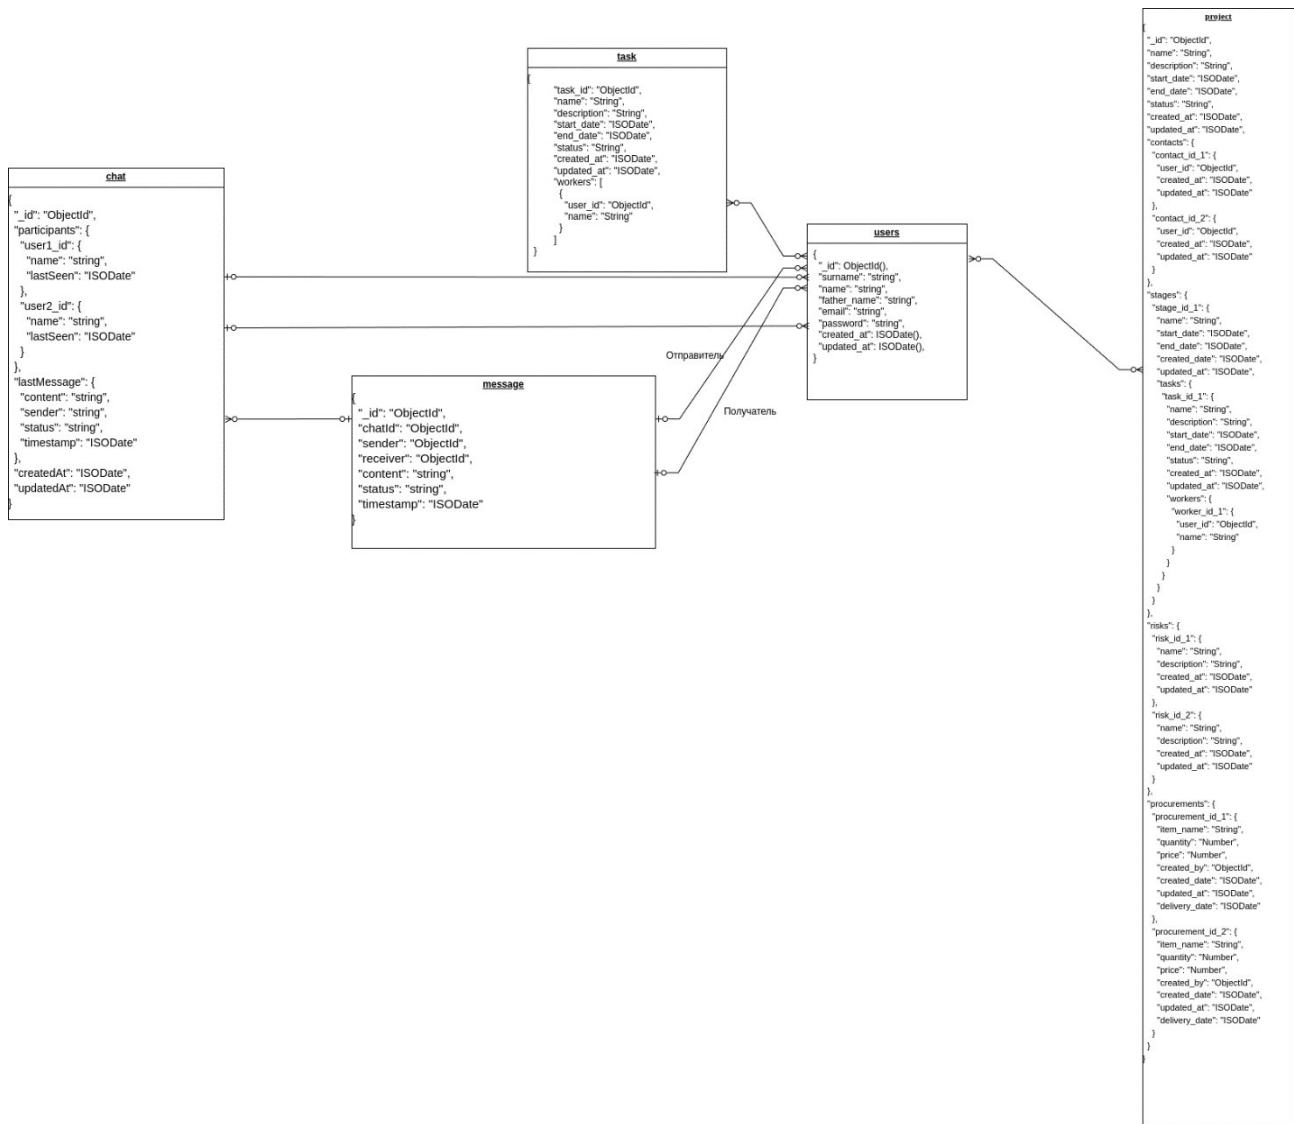 chat
{
"_id": "ObjectId",
"participants": {
"user1_id": {
"name": "string",
"lastSeen": "ISODate"
},
"user2_id": {
"name": "string",
"lastSeen": "ISODate"
}
},
"lastMessage": {
"content": "string",
"sender": "string",
"status": "string",
"timestamp": "ISODate"
},
"createdAt": "ISODate",
"updatedAt": "ISODate"
}
task
{
"task_id": "ObjectId",
"name": "String",
"description": "String",
"start_date": "ISODate",
"end_date": "ISODate",
"status": "String",
"created_at": "ISODate",
"updated_at": "ISODate",
"workers": [
{
"user_id": "ObjectId",
"name": "String"
}
]
}
message
{
"_id": "ObjectId",
"chatId": "ObjectId",
"sender": "ObjectId",
"receiver": "ObjectId",
"content": "string",
"status": "string",
"timestamp": "ISODate"
}
Отправитель
Получатель
users
{
"_id": ObjectId(),
"surname": "string",
"name": "string",
"father_name": "string",
"email": "string",
"password": "string",
"created_at": ISODate(),
"updated_at": ISODate(),
}
project
{
"_id": "ObjectId",
"name": "String",
"description": "String",
"start_date": "ISODate",
"end_date": "ISODate",
"status": "String",
"created_at": "ISODate",
"updated_at": "ISODate",
"contacts": {
"contact_id_1": {
"user_id": "ObjectId",
"created_at": "ISODate",
"updated_at": "ISODate"
},
"contact_id_2": {
"user_id": "ObjectId",
"created_at": "ISODate",
"updated_at": "ISODate"
}
},
"stages": {
"stage_id_1": {
"name": "String",
"start_date": "ISODate",
"end_date": "ISODate",
"created_date": "ISODate",
"updated_at": "ISODate",
"tasks": {
"task_id_1": {
"name": "String",
"description": "String",
"start_date": "ISODate",
"end_date": "ISODate",
"status": "String",
"created_at": "ISODate",
"updated_at": "ISODate",
"workers": {
"worker_id_1": {
"user_id": "ObjectId",
"name": "String"
}
}
}
}
}
},
"risks": {
"risk_id_1": {
"name": "String",
"description": "String",
"created_at": "ISODate",
"updated_at": "ISODate"
},
"risk_id_2": {
"name": "String",
"description": "String",
"created_at": "ISODate",
"updated_at": "ISODate"
}
},
"procurements": {
"procurement_id_1": {
"item_name": "String",
"quantity": "Number",
"price": "Number",
"created_by": "ObjectId",
"created_date": "ISODate",
"updated_at": "ISODate",
"delivery_date": "ISODate"
},
"procurement_id_2": {
"item_name": "String",
"quantity": "Number",
"price": "Number",
"created_by": "ObjectId",
"created_date": "ISODate",
"updated_at": "ISODate",
"delivery_date": "ISODate"
}
}
}